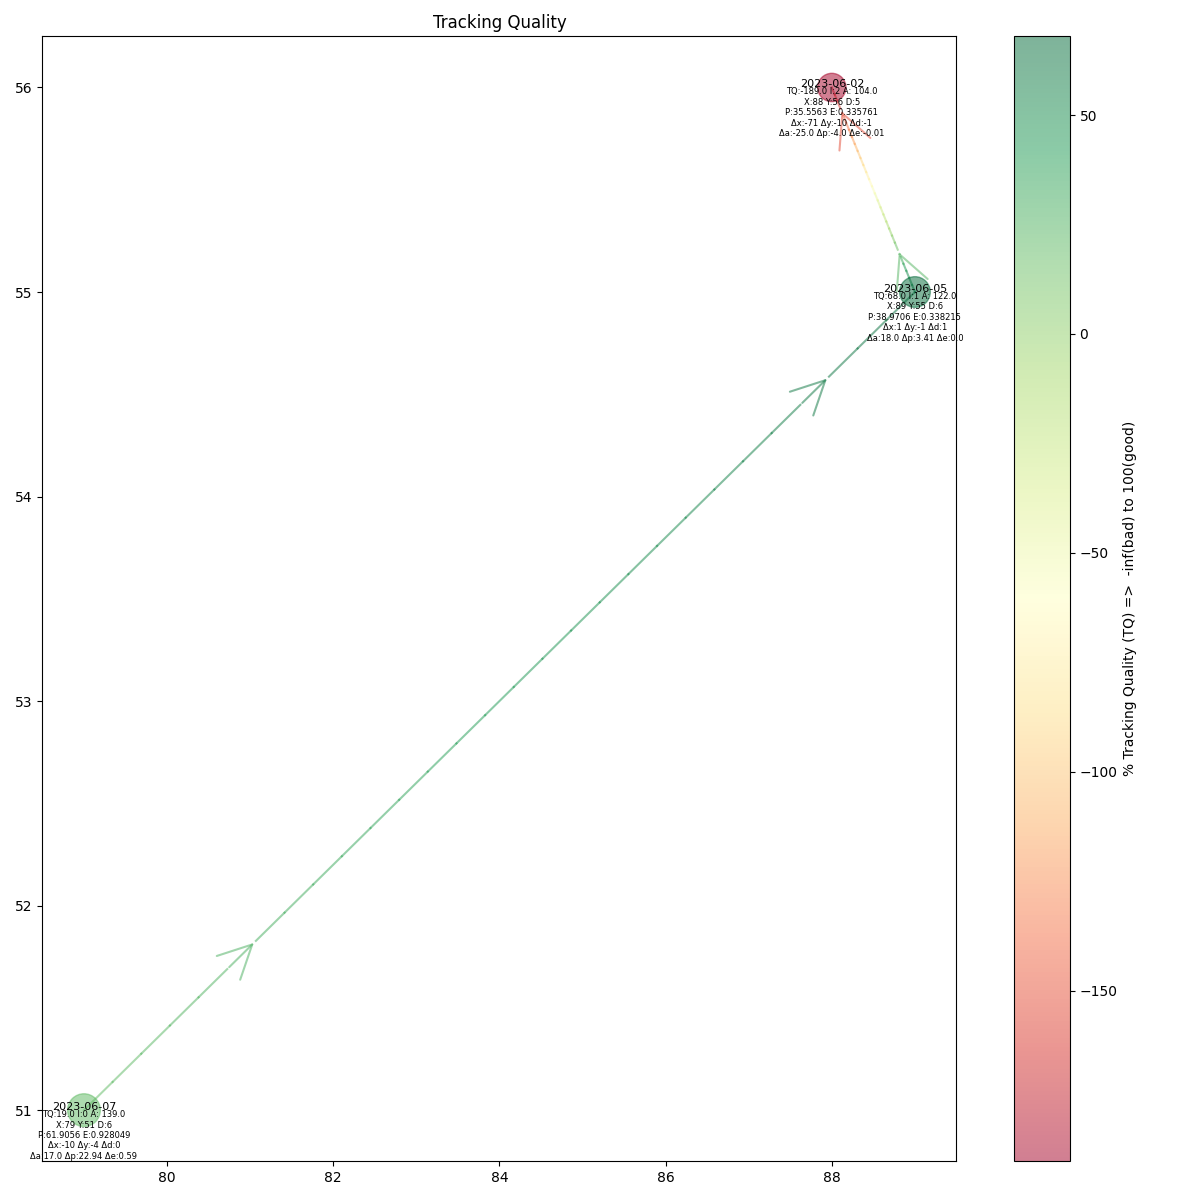 Tracking Quality
2023-06-02
TQ:-189.0 I:2 A: 104.0
X:88 Y:56 D:5
P:35.5563 E:0.335761
Δx:-71 Δy:-10 Δd:-1
Δa:-25.0 Δp:-4.0 Δe:-0.01
2023-06-05
TQ:68.0 I:1 A: 122.0
X:89 Y:55 D:6
P:38.9706 E:0.338215
Δx:1 Δy:-1 Δd:1
Δa:18.0 Δp:3.41 Δe:0.0
2023-06-07
TQ:19.0 I:0 A: 139.0
X:79 Y:51 D:6
P:61.9056 E:0.928049
Δx:-10 Δy:-4 Δd:0
Δa:17.0 Δp:22.94 Δe:0.59
56
55
54
53
52
51
80
82
84
86
88
50
0
−50
−100
−150
% Tracking Quality (TQ) => -inf(bad) to 100(good)